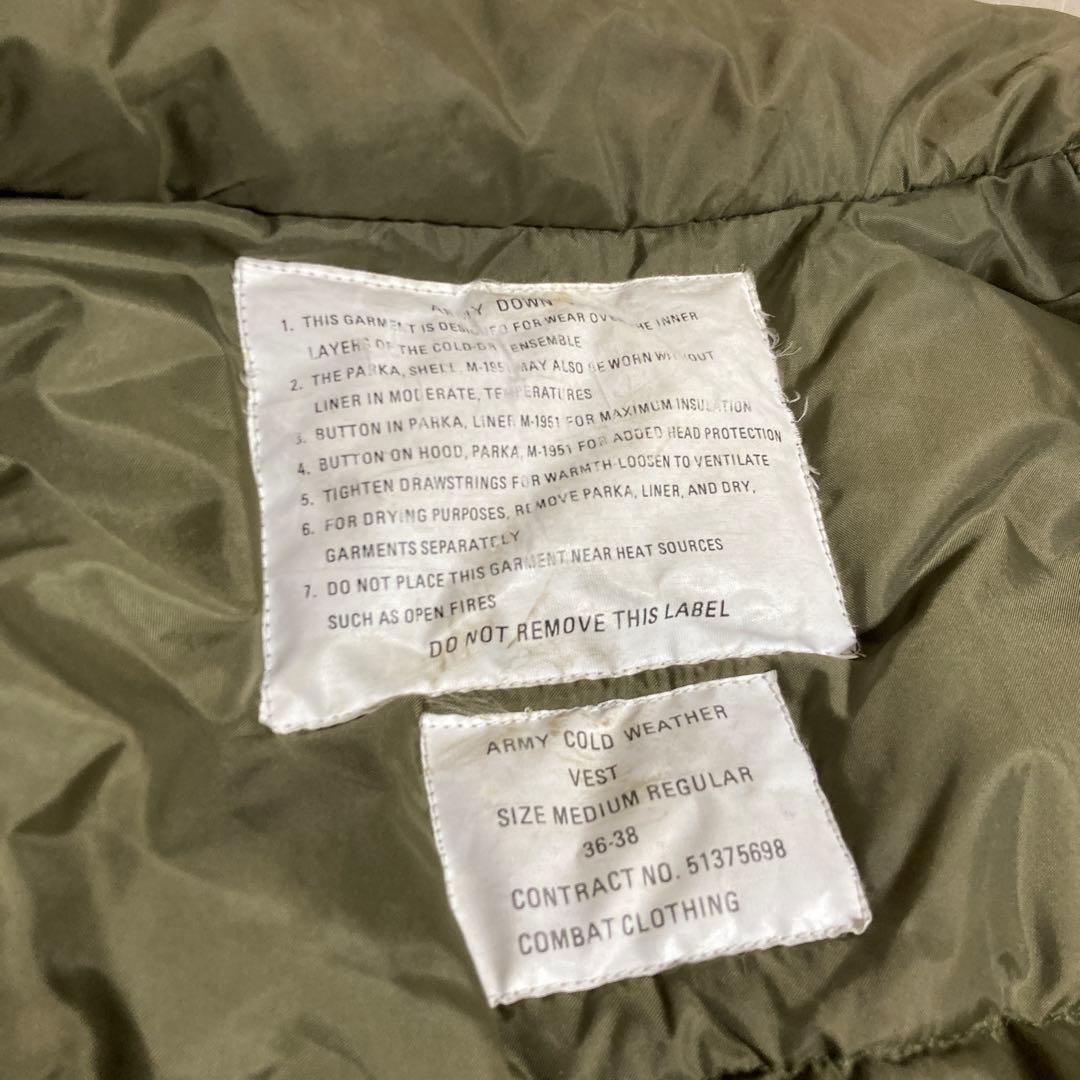 ARMY DOWN
1. THIS GARMENT IS DESIGNED FOR WEAR OVER THE INNER
LAYERS OF THE COLD-DRY ENSEMBLE
2. THE PARKA, SHELL, M-1951 MAY ALSO BE WORN WITHOUT
LINER IN MODERATE, TEMPERATURES
3. BUTTON IN PARKA, LINER M-1951 FOR MAXIMUM INSULATION
4. BUTTON ON HOOD, PARKA, M-1951 FOR ADDED HEAD PROTECTION
5. TIGHTEN DRAWSTRINGS FOR WARMTH-LOOSEN TO VENTILATE
6. FOR DRYING PURPOSES, REMOVE PARKA, LINER, AND DRY,
GARMENTS SEPARATELY
7. DO NOT PLACE THIS GARMENT NEAR HEAT SOURCES
SUCH AS OPEN FIRES
DO NOT REMOVE THIS LABEL
ARMY COLD WEATHER
VEST
SIZE MEDIUM REGULAR
36-38
CONTRACT NO. 51375698
COMBAT CLOTHING